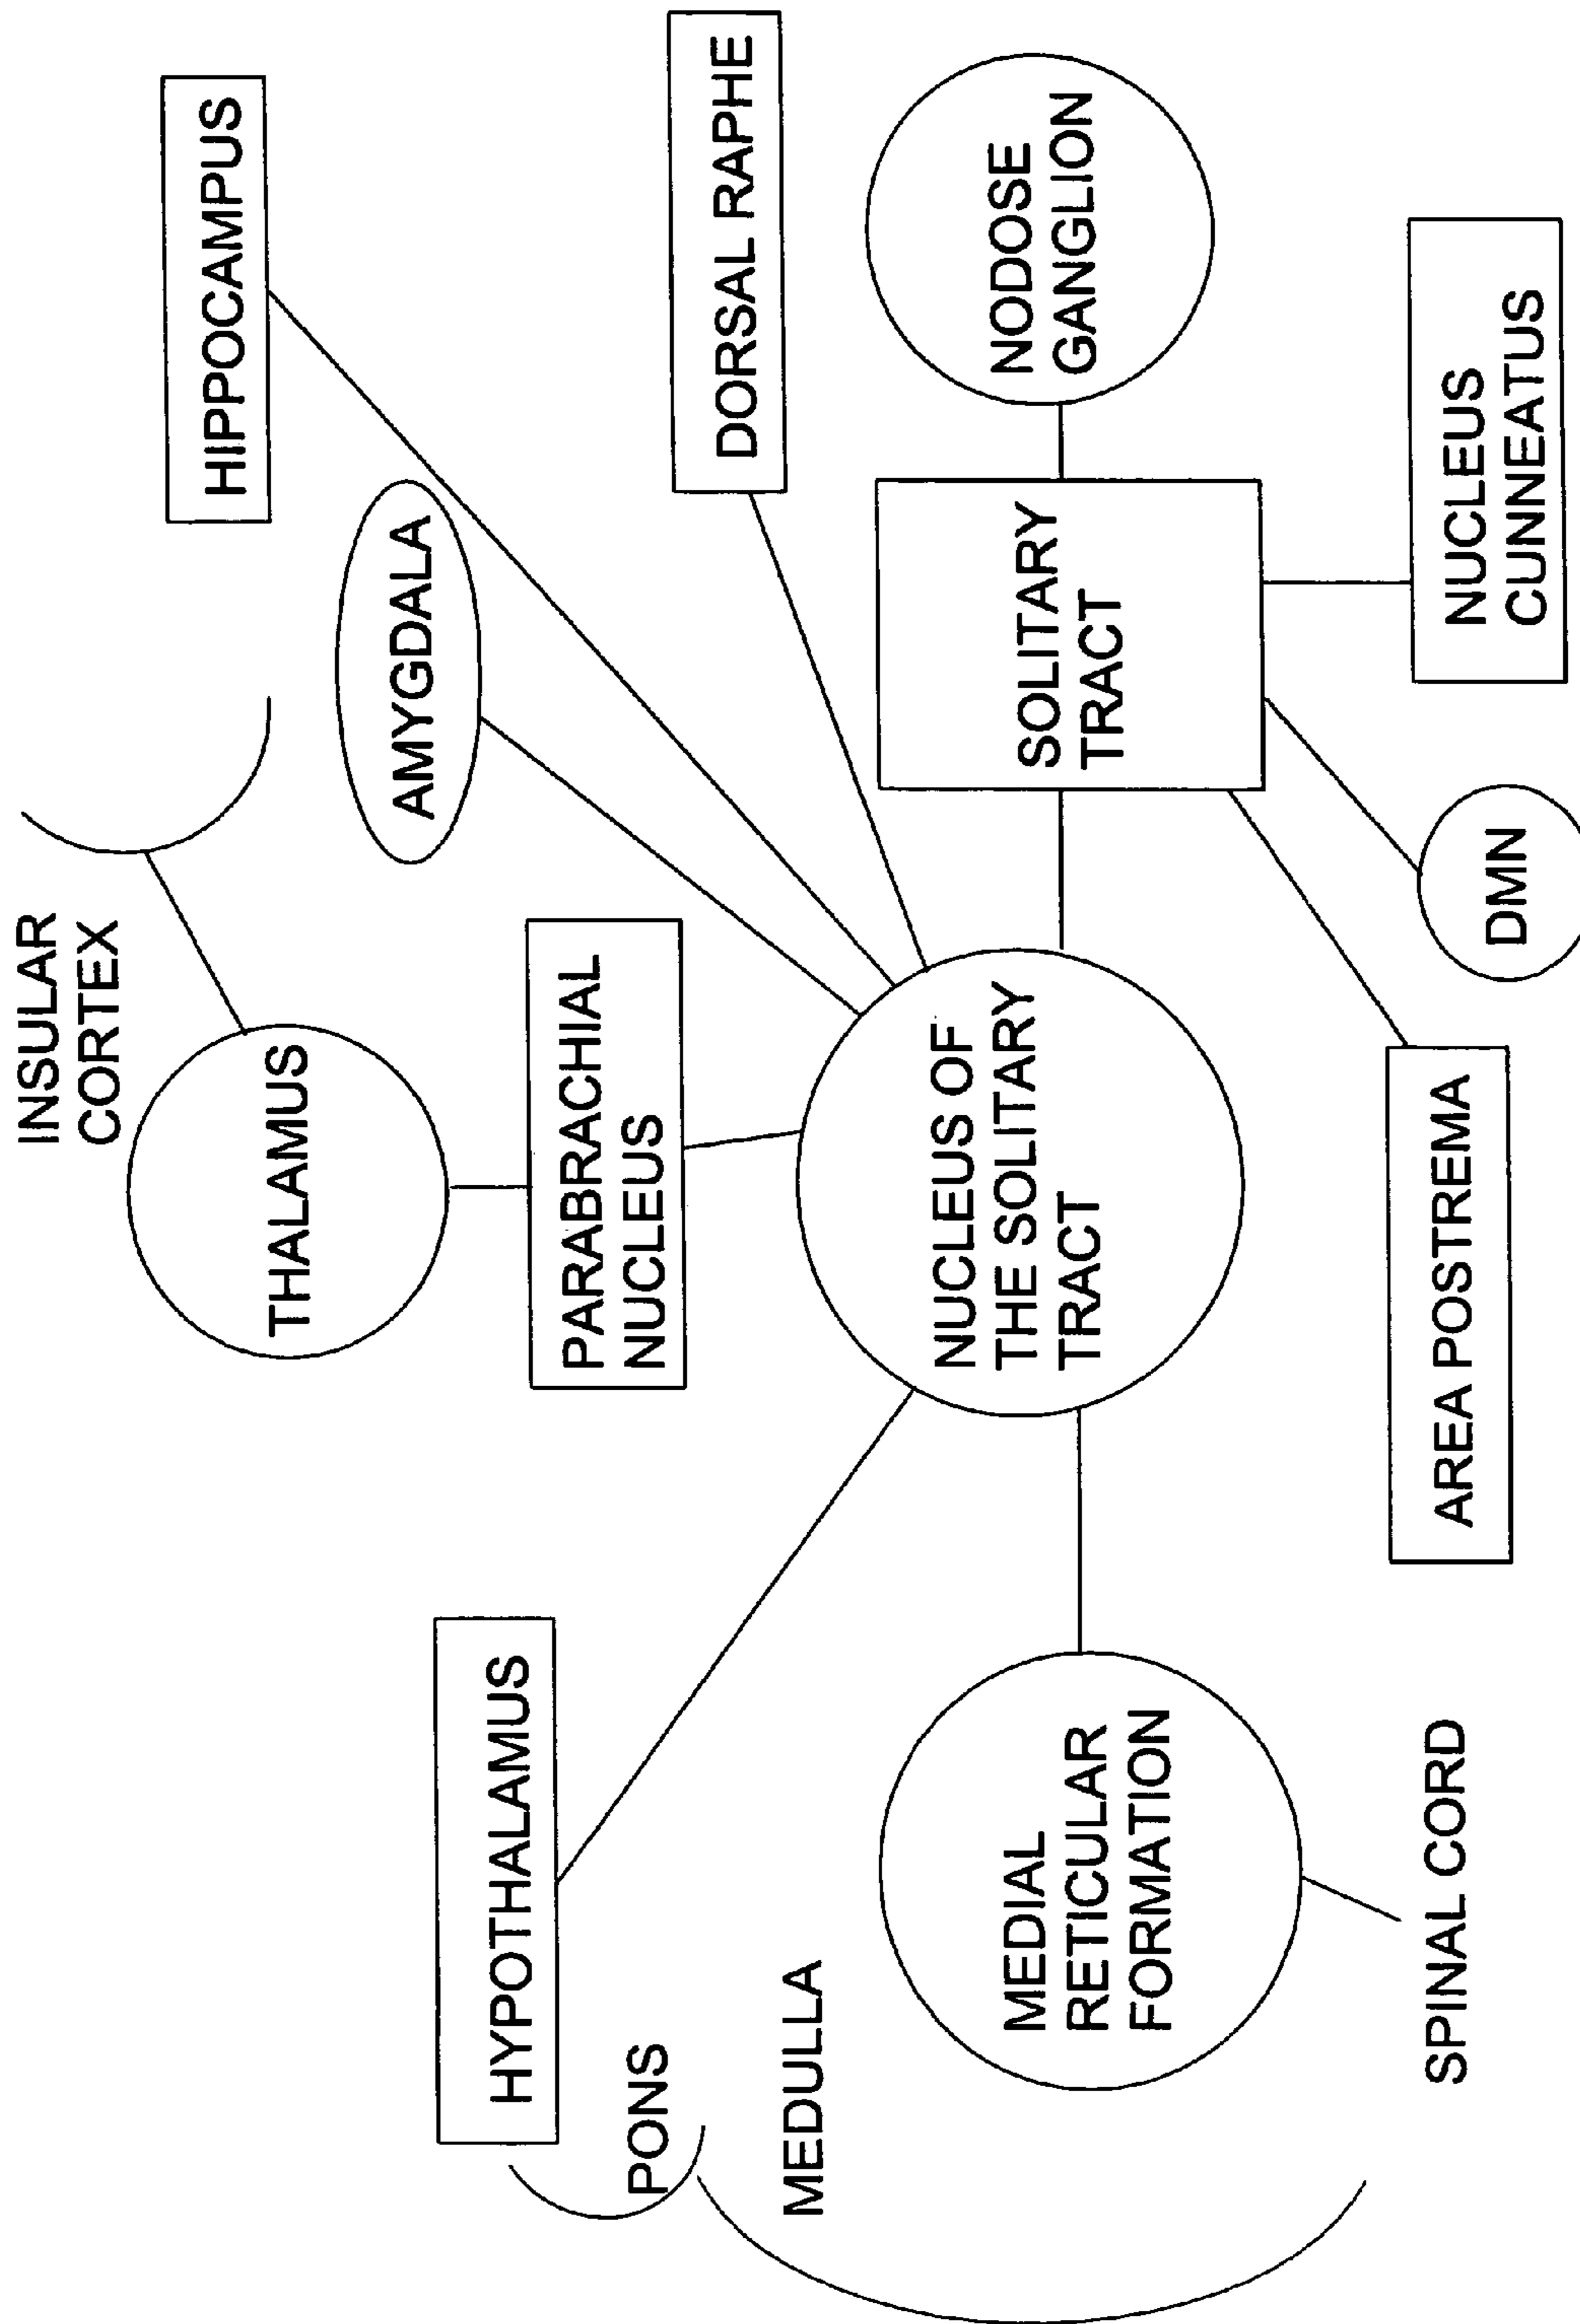 INSULAR
CORTEX
HIPPOCAMPUS
THALAMUS
AMYGDALA
HYPOTHALAMUS
PARABRACHIAL
NUCLEUS
PONS
DORSAL RAPHE
MEDULLA
MEDIAL
RETICULAR
FORMATION
NUCLEUS OF
THE SOLITARY
TRACT
SOLITARY
TRACT
NODOSE
GANGLION
SPINAL CORD
AREA POSTREMA
DMN
NUCLEUS
CUNNEATUS